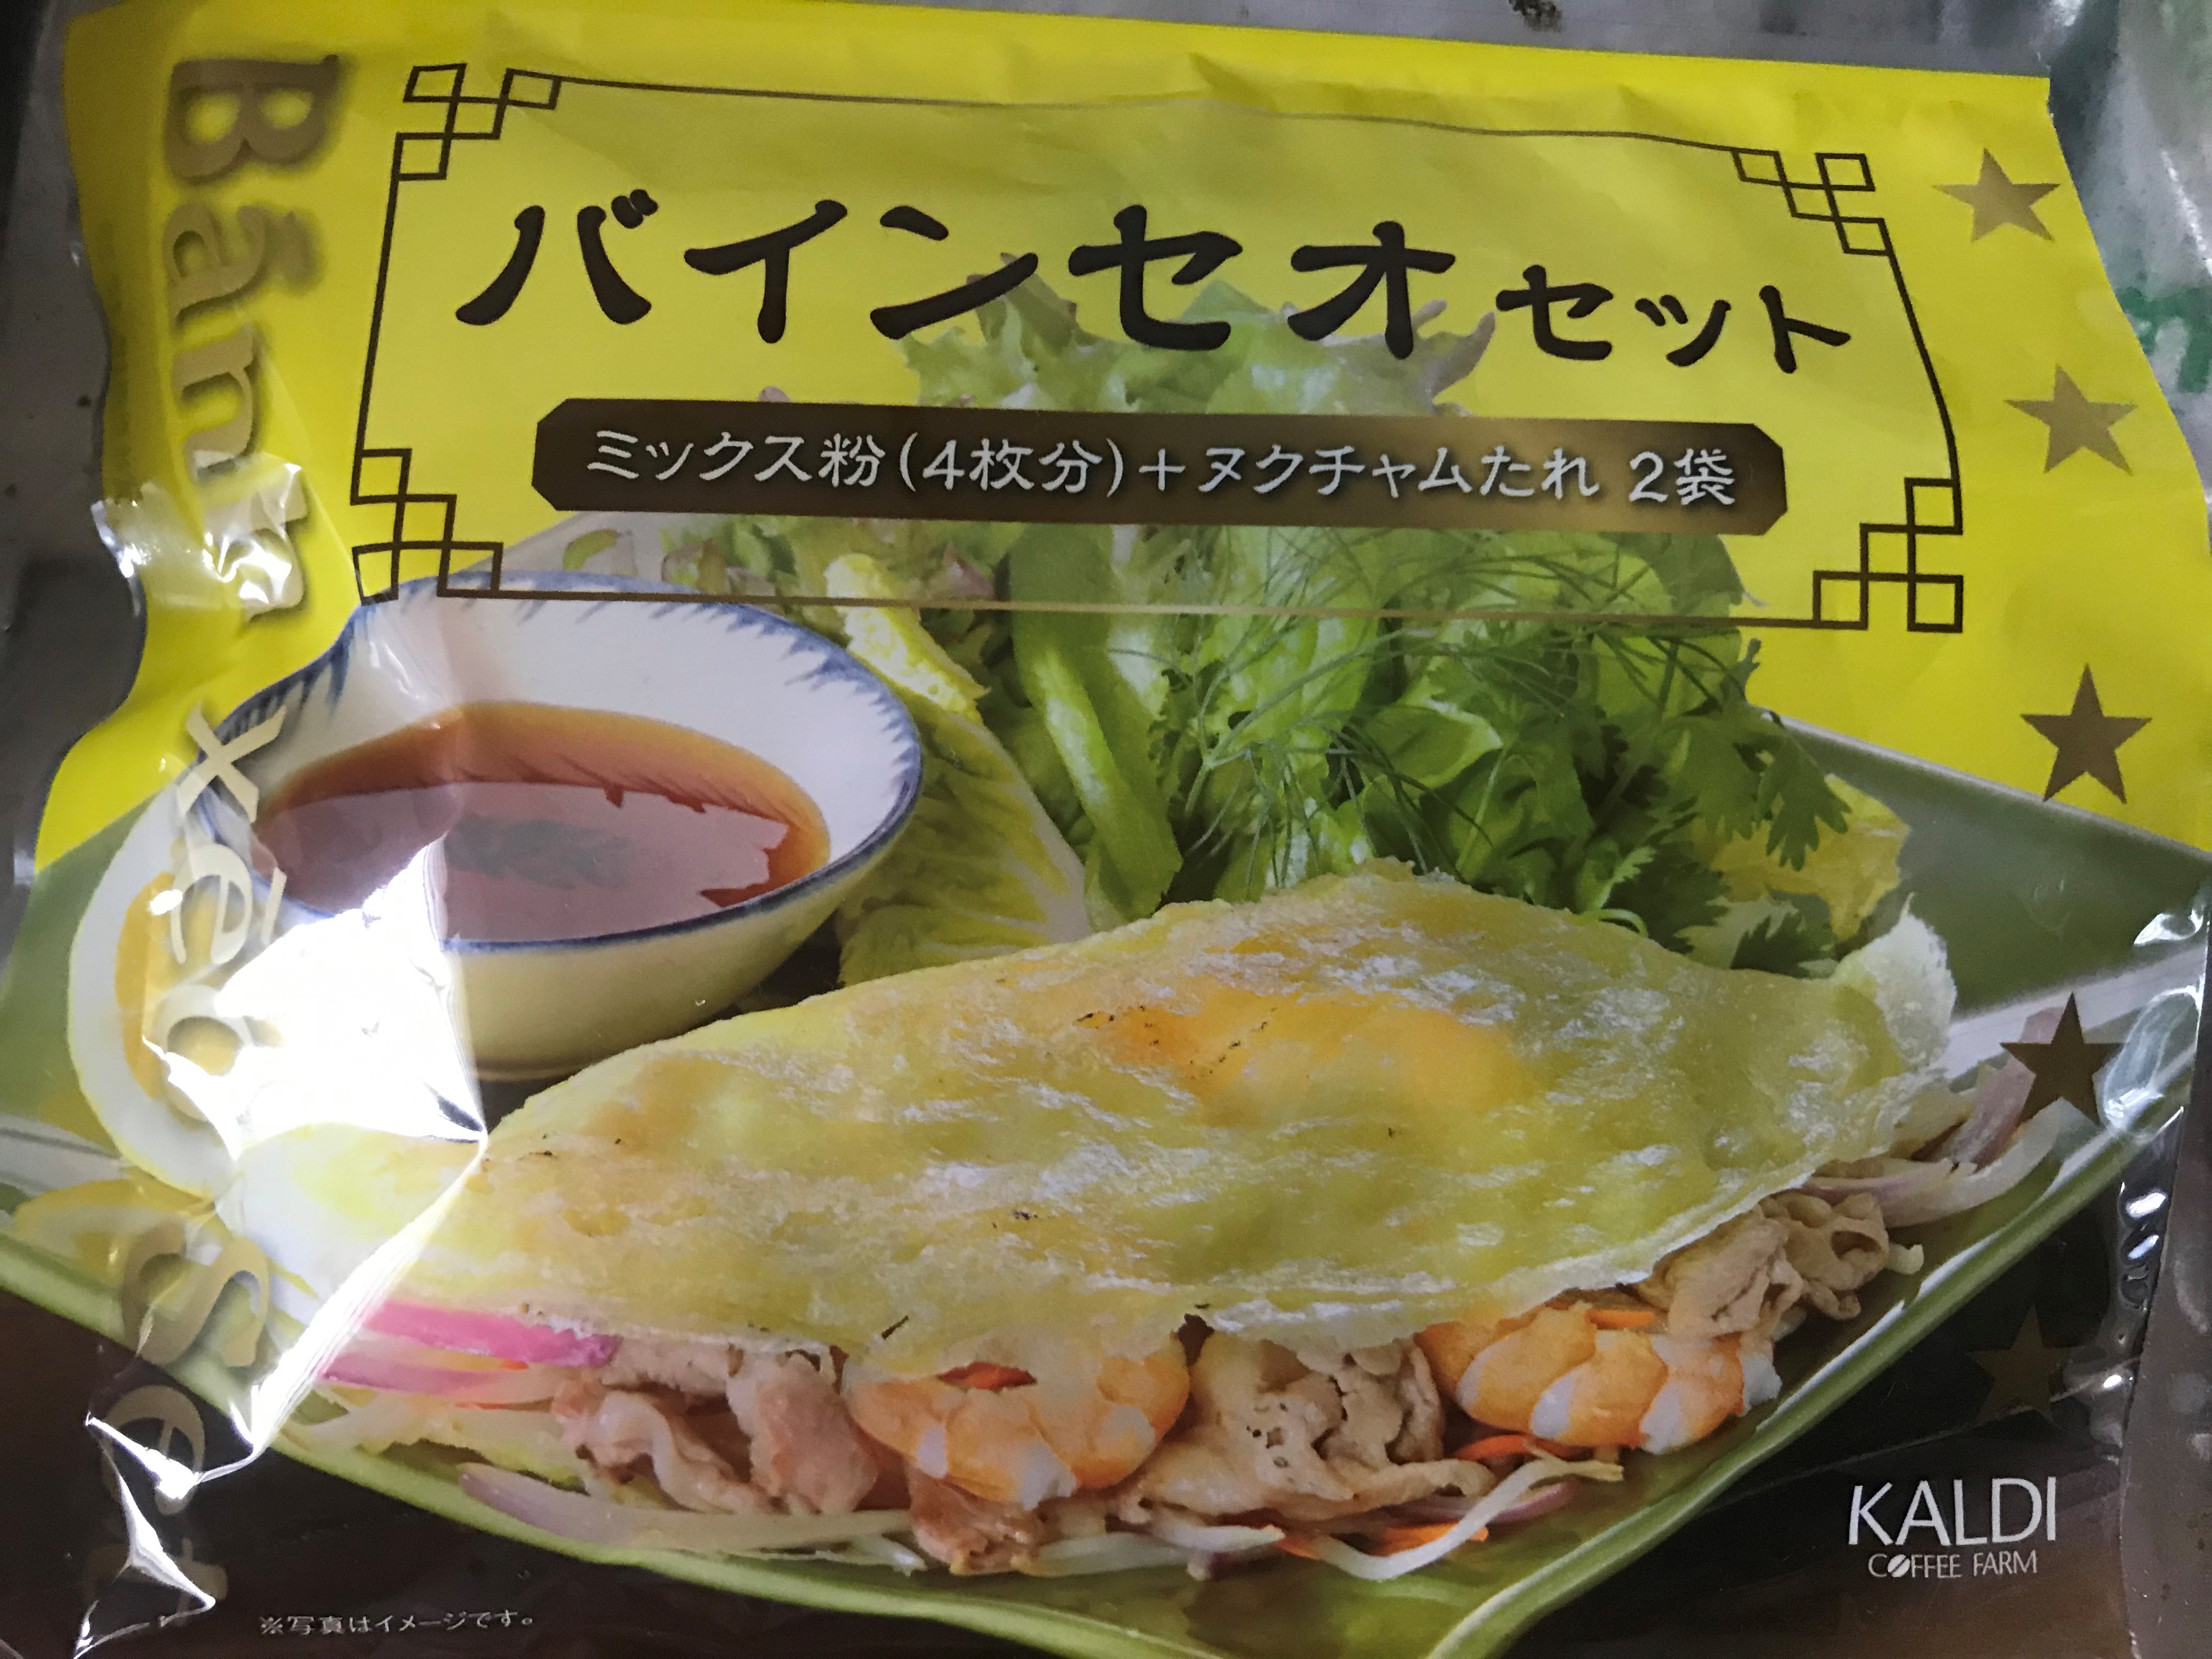 バインセオ セット
ミックス粉(4枚分)+ヌクチャムたれ 2袋
Bánh xèo set
KALDI
COFFEE FARM
※写真はイメージです。